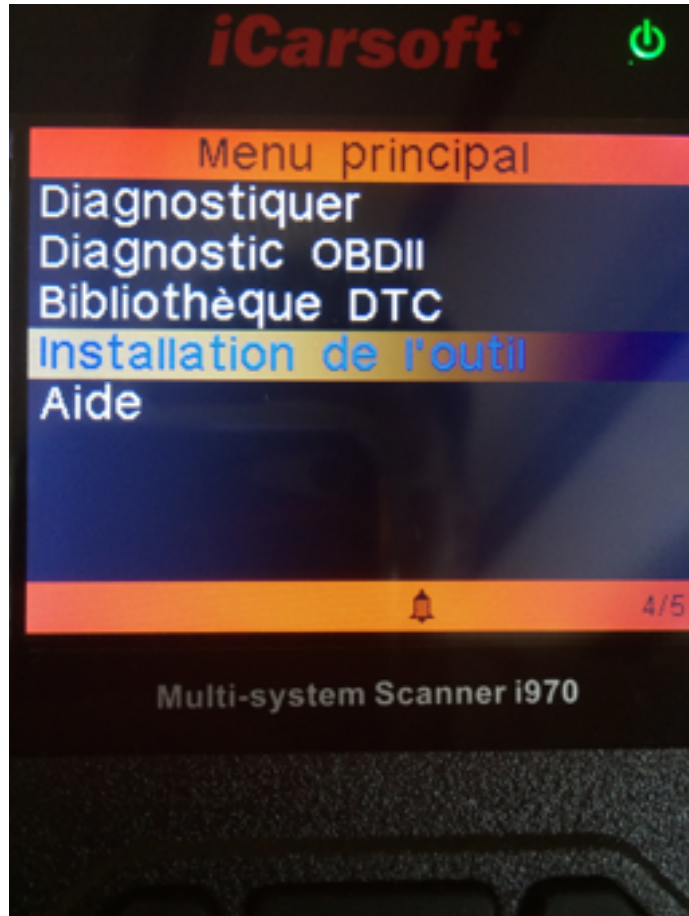 iCarsoft
Menu principal
Diagnostiquer
Diagnostic OBDII
Bibliothèque DTC
Installation de l'outil
Aide
4/5
Multi-system Scanner i970